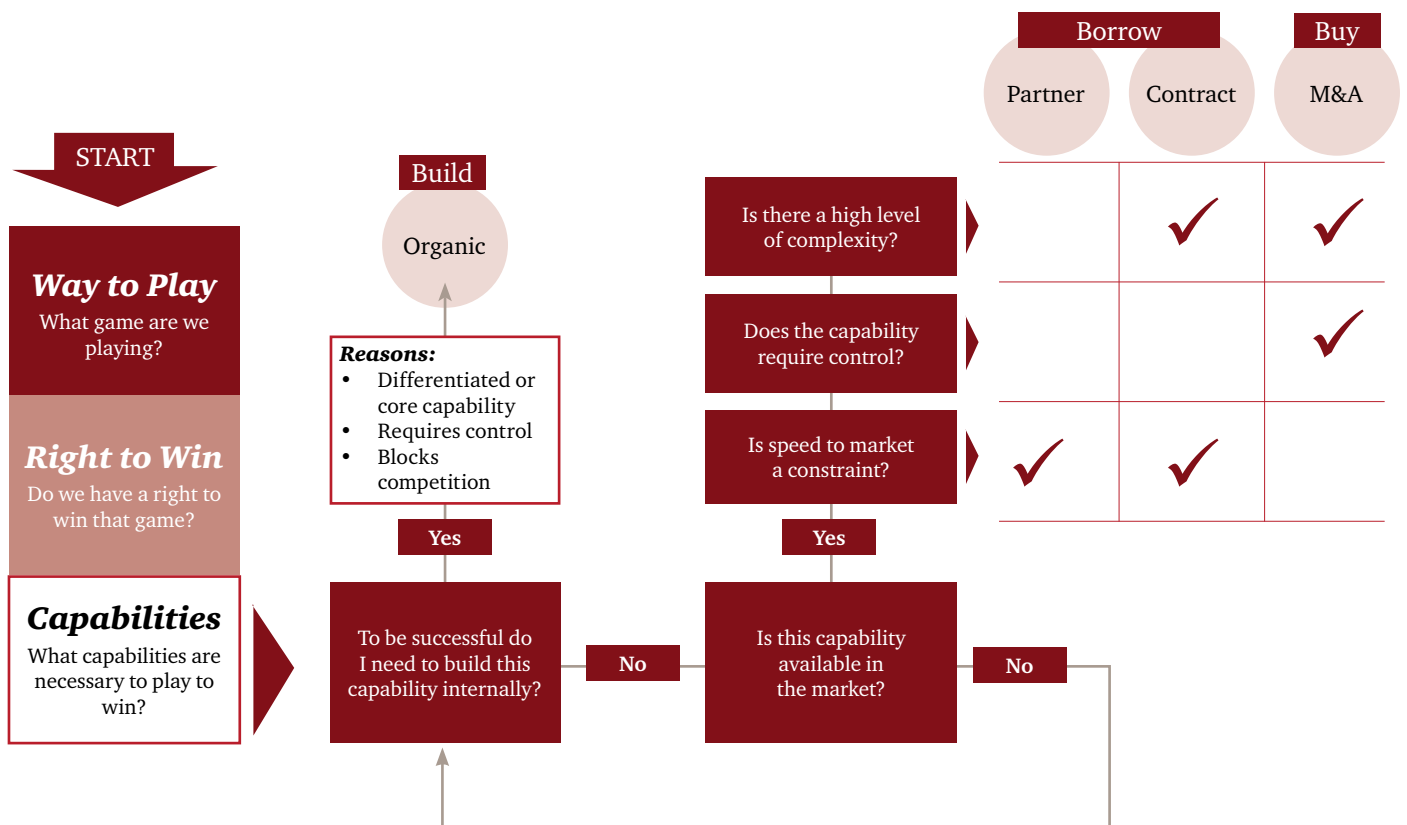 START
Way to Play
What game are we
playing?
Right to Win
Do we have a right to
win that game?
Capabilities
What capabilities are
necessary to play to
win?
Build
Organic
Reasons:
• Differentiated or
core capability
• Requires control
• Blocks
competition
Yes
To be successful do
I need to build this
capability internally?
No
Is this capability
available in
the market?
No
Yes
Is there a high level
of complexity?
Does the capability
require control?
Is speed to market
a constraint?
Borrow
Buy
Partner
Contract
M&A